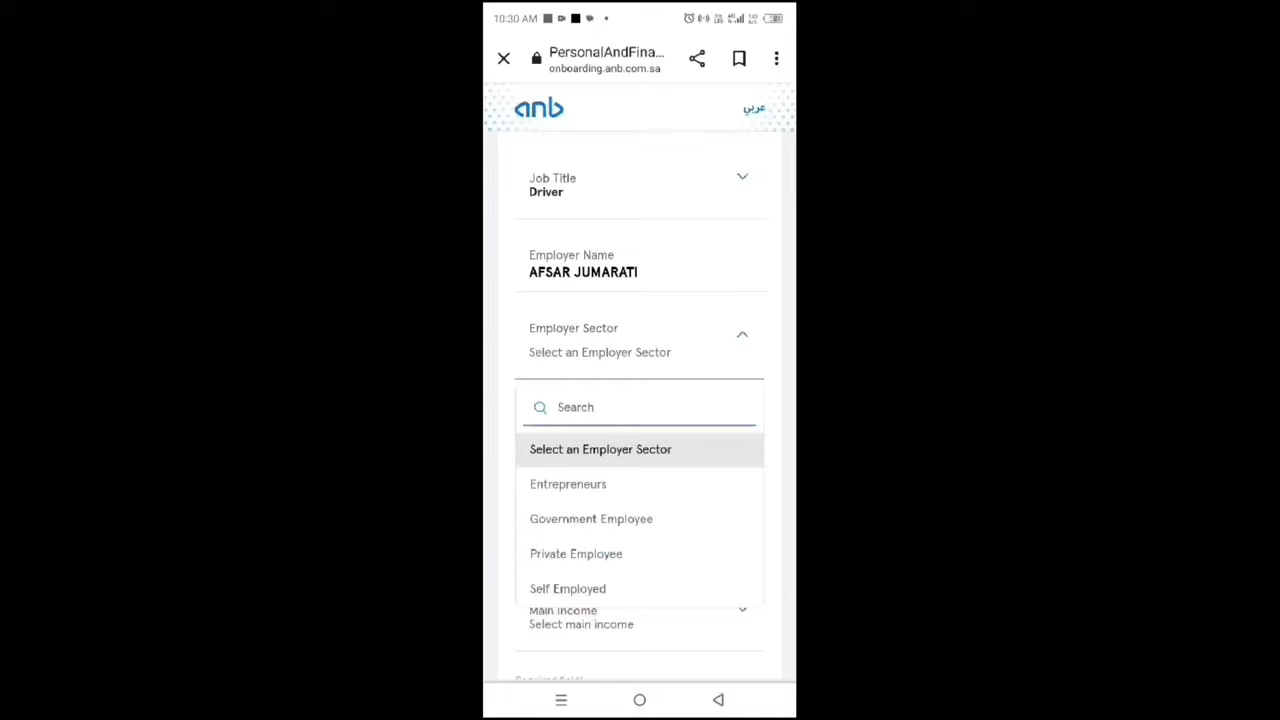 10:30 AM
PersonalAndFina...
onboarding.anb.com.sa
anb
عربي
Job Title
Driver
Employer Name
AFSAR JUMARATI
Employer Sector
Select an Employer Sector
Search
Select an Employer Sector
Entrepreneurs
Government Employee
Private Employee
Self Employed
Main Income
Select main income